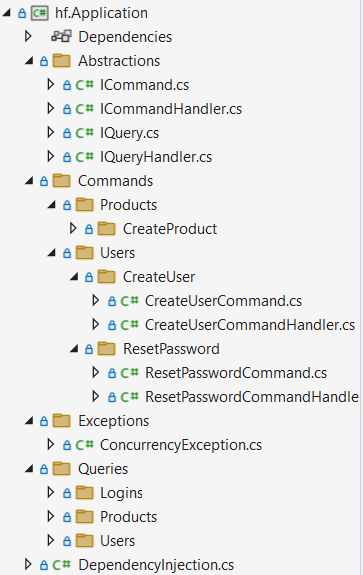 C# hf.Application
Dependencies
Abstractions
C# ICommand.cs
C# ICommandHandler.cs
C# IQuery.cs
C# IQueryHandler.cs
Commands
Products
CreateProduct
Users
CreateUser
C# CreateUserCommand.cs
C# CreateUserCommandHandler.cs
ResetPassword
C# ResetPasswordCommand.cs
C# ResetPasswordCommandHandle
Exceptions
C# ConcurrencyException.cs
Queries
Logins
Products
Users
C# DependencyInjection.cs